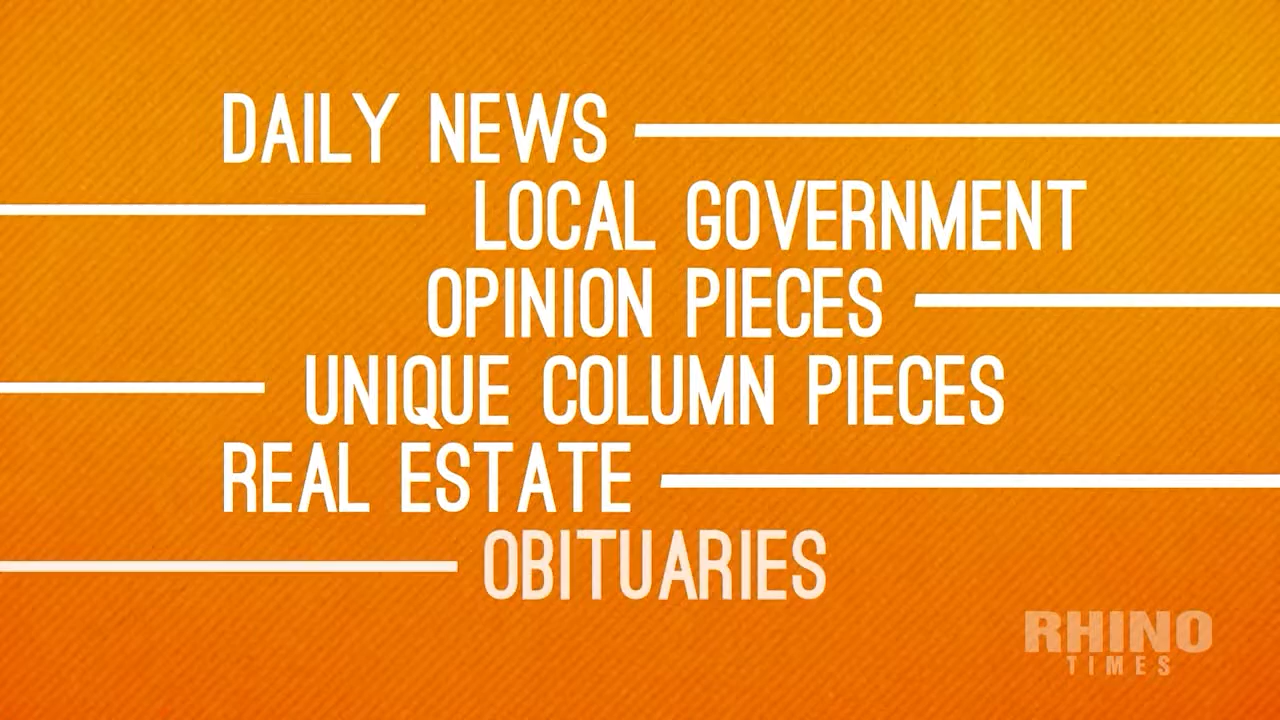 DAILY NEWS
LOCAL GOVERNMENT
OPINION PIECES
UNIQUE COLUMN PIECES
REAL ESTATE
OBITUARIES
RHINO
TIMES